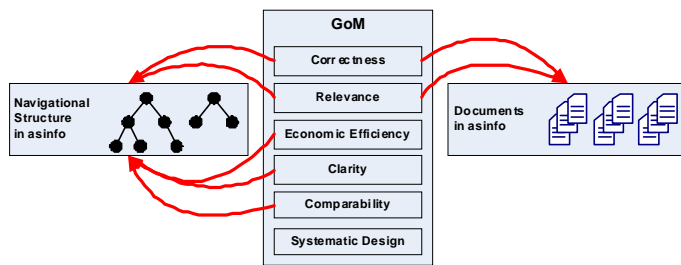 GoM
Correctness
Navigational
Structure
in asinfo
Relevance
Documents
in asinfo
Economic Efficiency
Clarity
Comparability
Systematic Design